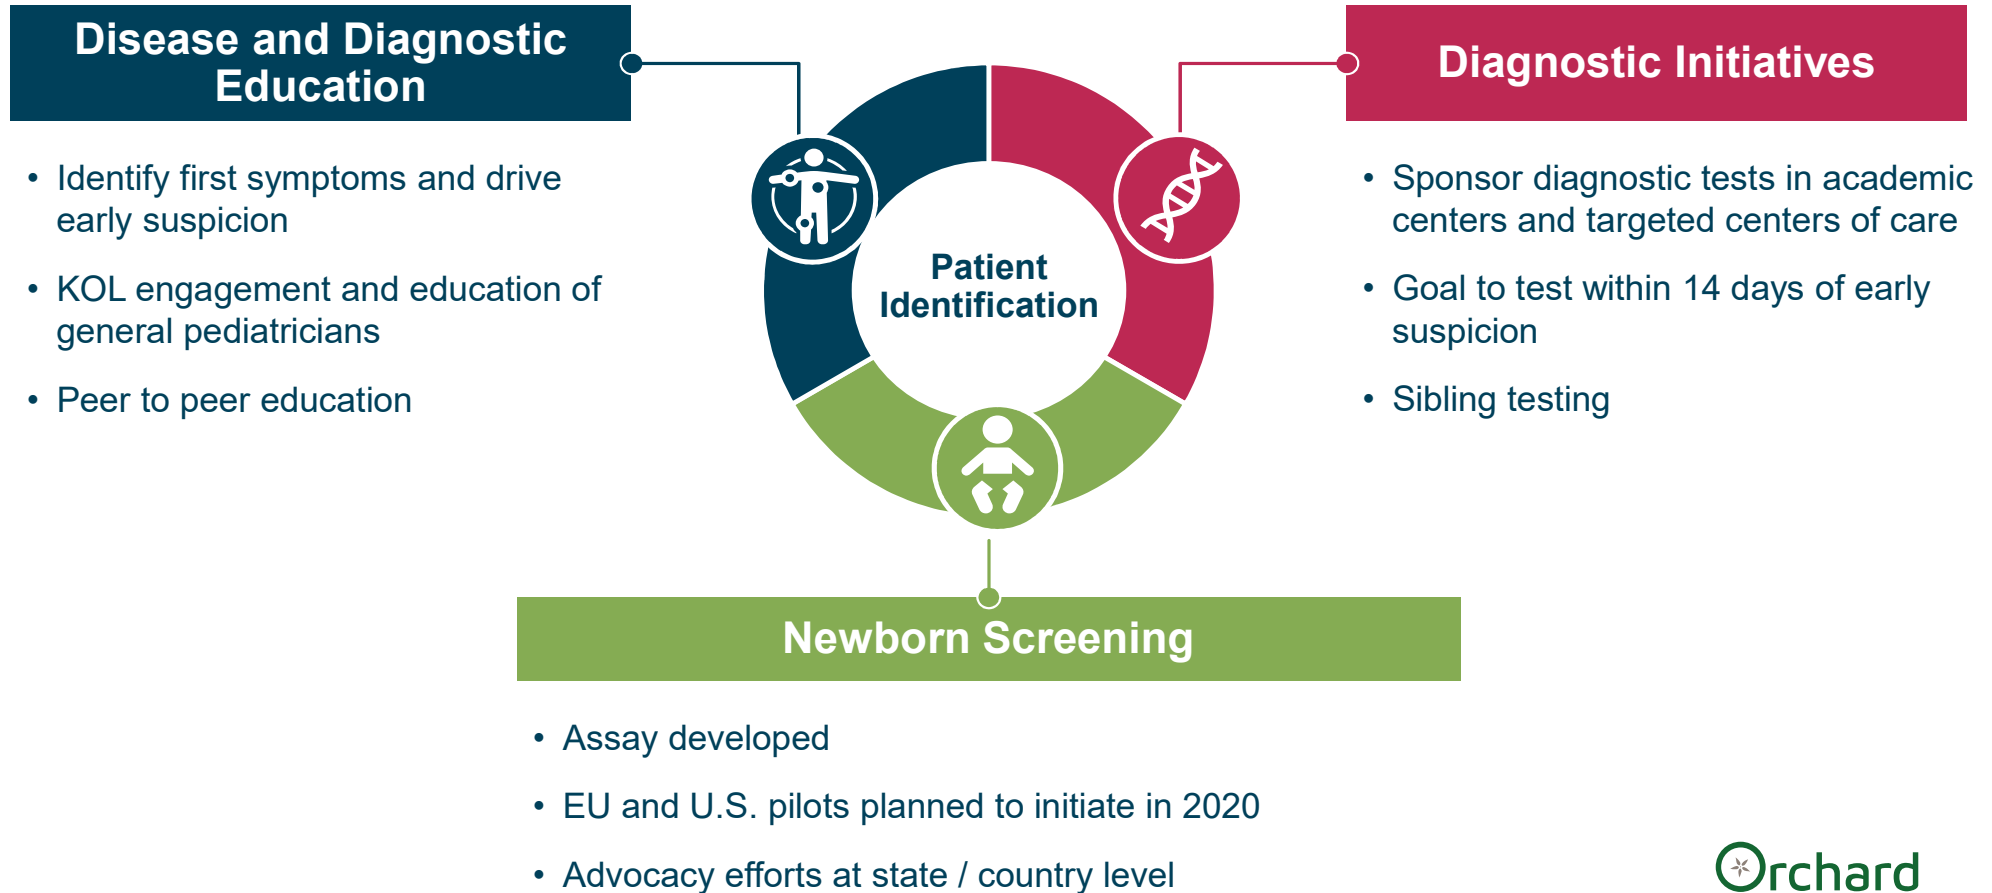 Disease and Diagnostic
Education
• Identify first symptoms and drive
early suspicion
• KOL engagement and education of
general pediatricians
• Peer to peer education
Patient
Identification
Diagnostic Initiatives
• Sponsor diagnostic tests in academic
centers and targeted centers of care
• Goal to test within 14 days of early
suspicion
• Sibling testing
Newborn Screening
• Assay developed
• EU and U.S. pilots planned to initiate in 2020
• Advocacy efforts at state / country level
Orchard